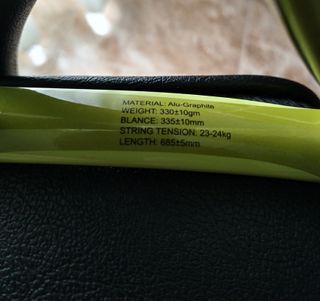 MATERIAL: Alu-Graphite
WEIGHT: 330±10gm
BLANCE: 335±10mm
STRING TENSION: 23-24kg
LENGTH: 685±5mm